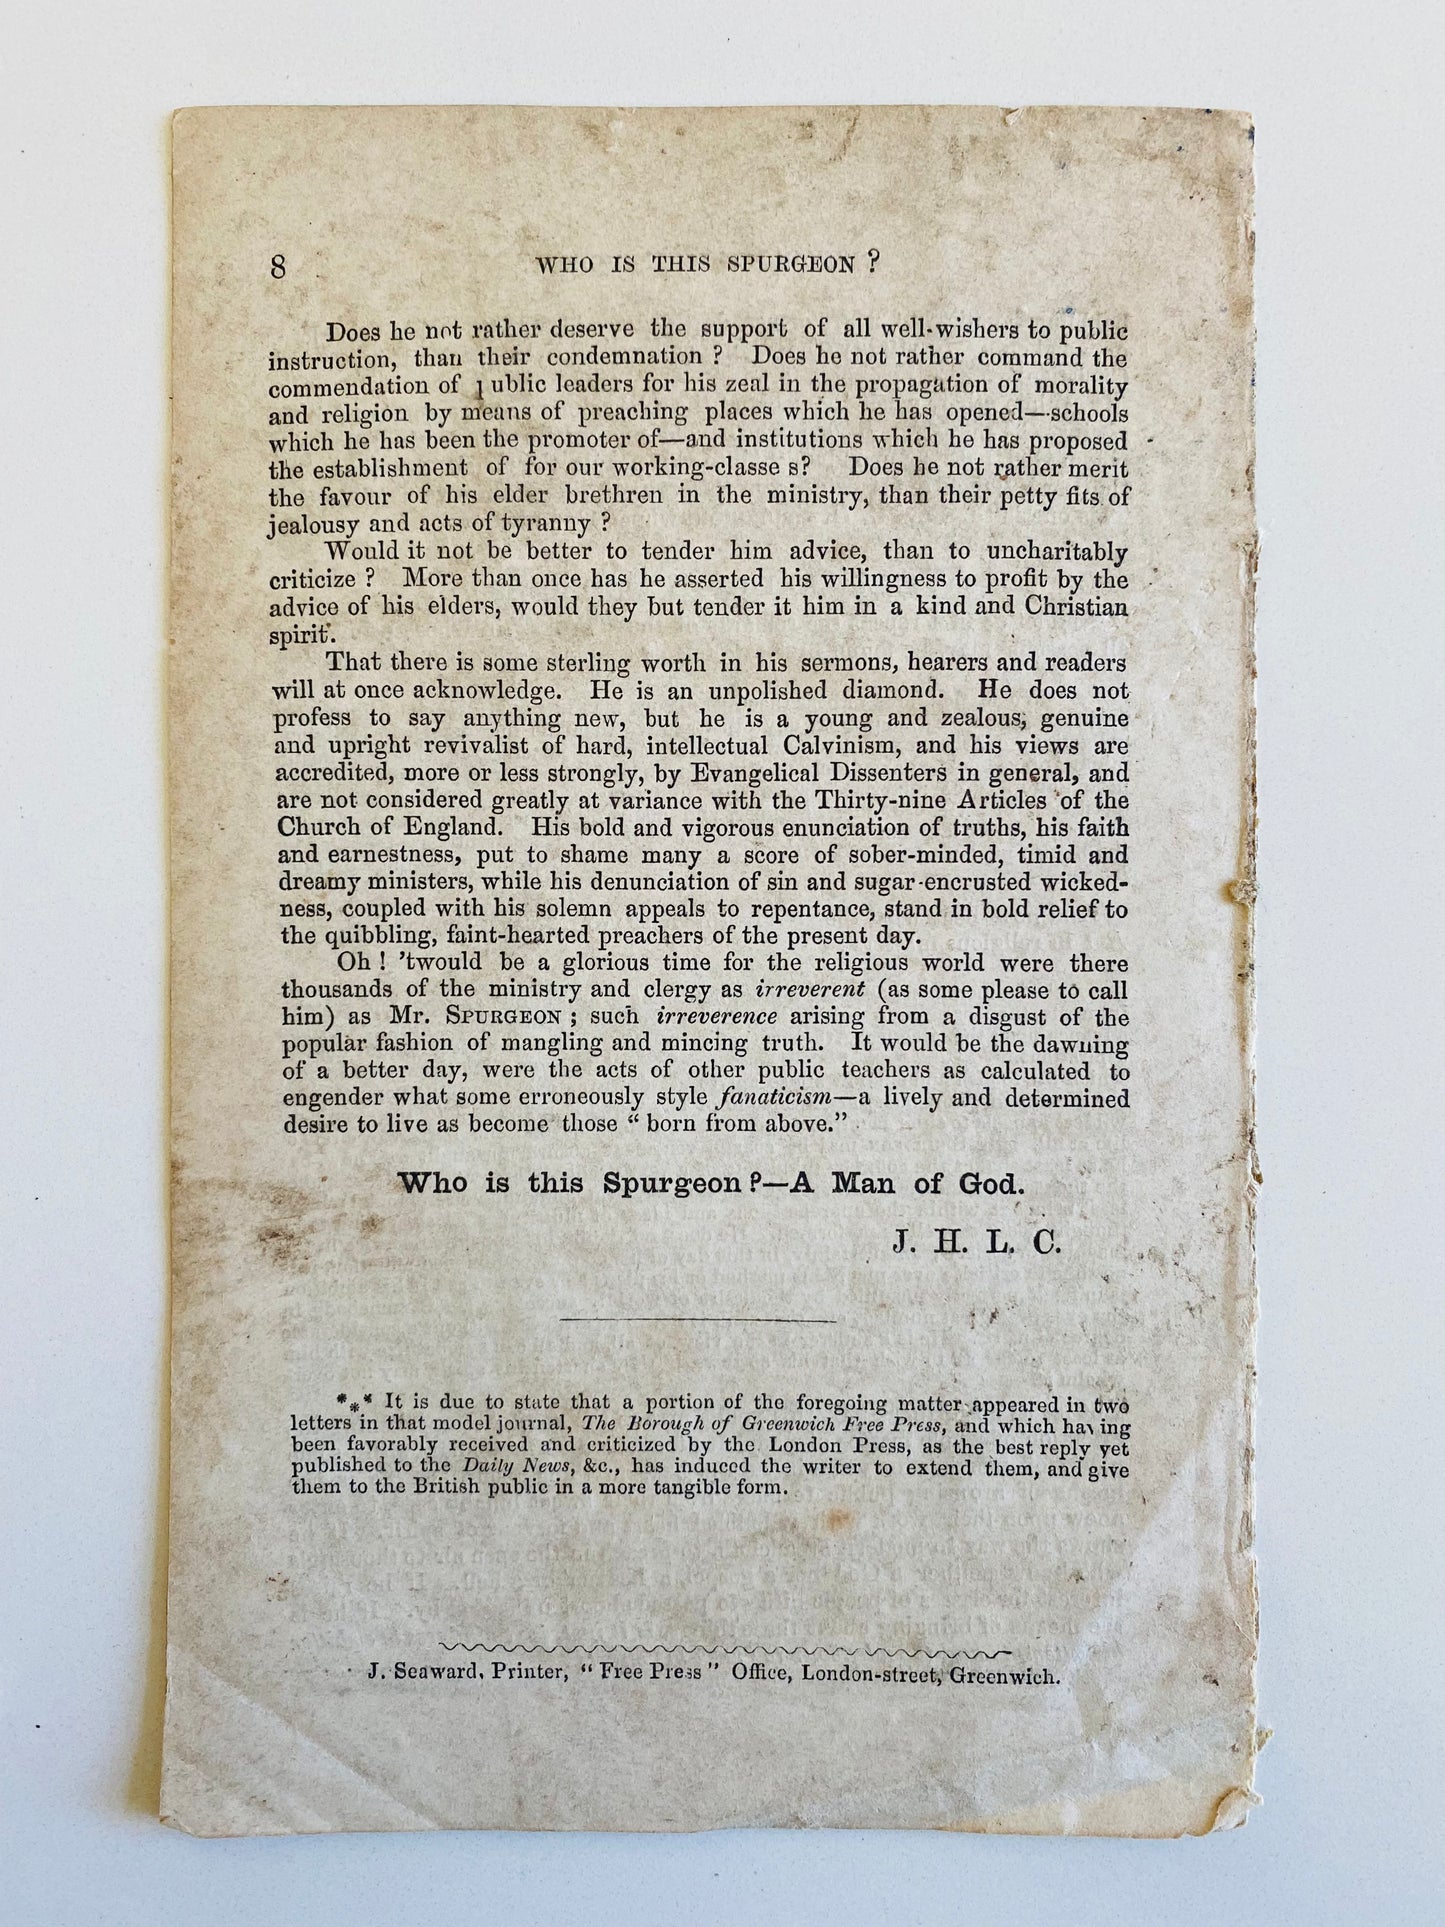 8 WHO IS THIS SPURGEON ?
Does he not rather deserve the support of all well-wishers to public
instruction, than their condemnation ? Does he not rather command the
commendation of public leaders for his zeal in the propagation of morality
and religion by means of preaching places which he has opened—schools
which he has been the promoter of—and institutions which he has proposed
the establishment of for our working-classe s? Does he not rather merit
the favour of his elder brethren in the ministry, than their petty fits of
jealousy and acts of tyranny ?
Would it not be better to tender him advice, than to uncharitably
criticize ? More than once has he asserted his willingness to profit by the
advice of his elders, would they but tender it him in a kind and Christian
spirit.
That there is some sterling worth in his sermons, hearers and readers
will at once acknowledge. He is an unpolished diamond. He does not
profess to say anything new, but he is a young and zealous, genuine
and upright revivalist of hard, intellectual Calvinism, and his views are
accredited, more or less strongly, by Evangelical Dissenters in general, and
are not considered greatly at variance with the Thirty-nine Articles of the
Church of England. His bold and vigorous enunciation of truths, his faith
and earnestness, put to shame many a score of sober-minded, timid and
dreamy ministers, while his denunciation of sin and sugar-encrusted wicked-
ness, coupled with his solemn appeals to repentance, stand in bold relief to
the quibbling, faint-hearted preachers of the present day.
Oh ! 'twould be a glorious time for the religious world were there
thousands of the ministry and clergy as irreverent (as some please to call
him) as Mr. SPURGEON ; such irreverence arising from a disgust of the
popular fashion of mangling and mincing truth. It would be the dawning
of a better day, were the acts of other public teachers as calculated to
engender what some erroneously style fanaticism—a lively and determined
desire to live as become those “ born from above.”
Who is this Spurgeon ?—A Man of God.
J. H. L. C.
*** It is due to state that a portion of the foregoing matter appeared in two
letters in that model journal, The Borough of Greenwich Free Press, and which having
been favorably received and criticized by the London Press, as the best reply yet
published to the Daily News, &c., has induced the writer to extend them, and give
them to the British public in a more tangible form.
J. Seaward, Printer, “ Free Press ” Office, London-street, Greenwich.